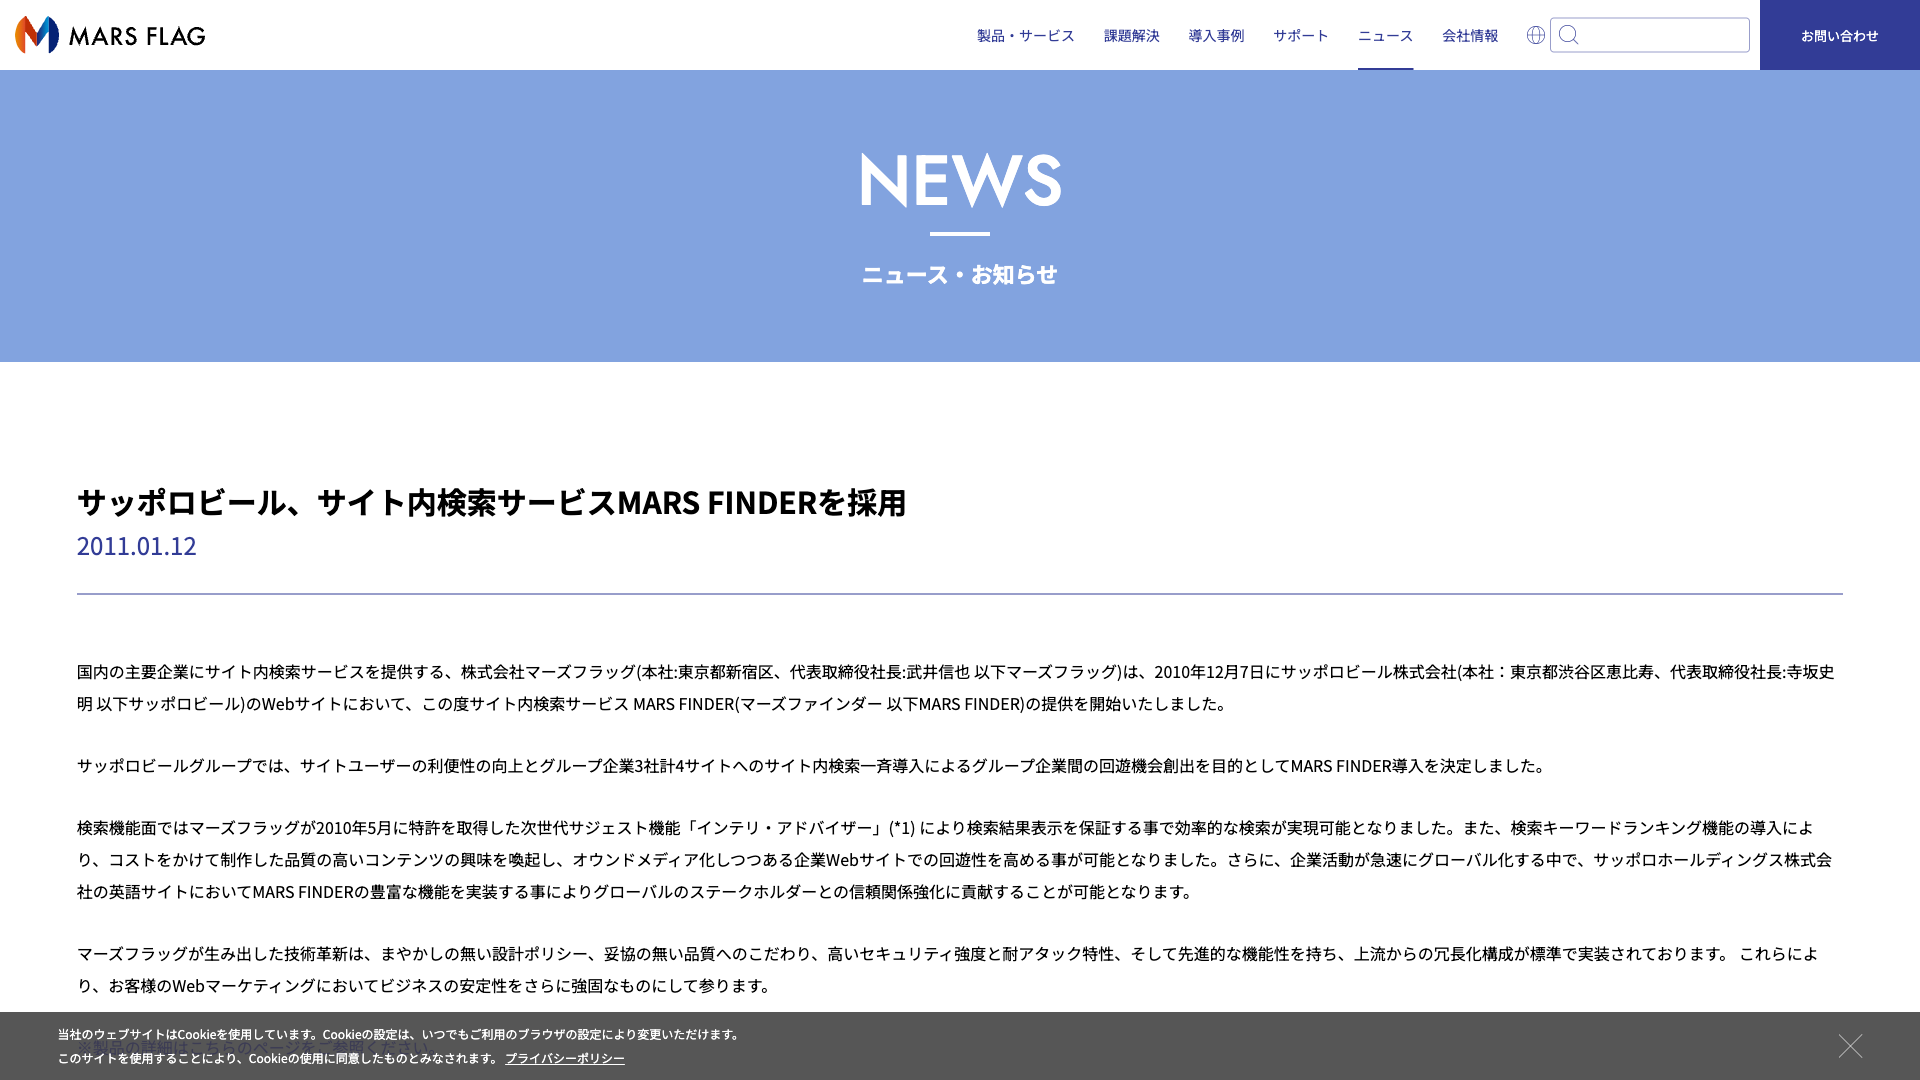 MARS FLAG
製品・サービス 課題解決 導入事例 サポート ニュース 会社情報 お問い合わせ
NEWS
ニュース・お知らせ
サッポロビール、サイト内検索サービスMARS FINDERを採用
2011.01.12
国内の主要企業にサイト内検索サービスを提供する、株式会社マーズフラッグ(本社:東京都新宿区、代表取締役社長:武井信也 以下マーズフラッグ)は、2010年12月7日にサッポロビール株式会社(本社：東京都渋谷区恵比寿、代表取締役社長:寺坂史
明 以下サッポロビール)のWebサイトにおいて、この度サイト内検索サービス MARS FINDER(マーズファインダー 以下MARS FINDER)の提供を開始いたしました。
サッポロビールグループでは、サイトユーザーの利便性の向上とグループ企業3社計4サイトへのサイト内検索一斉導入によるグループ企業間の回遊機会創出を目的としてMARS FINDER導入を決定しました。
検索機能面ではマーズフラッグが2010年5月に特許を取得した次世代サジェスト機能「インテリ・アドバイザー」(*1) により検索結果表示を保証する事で効率的な検索が実現可能となりました。また、検索キーワードランキング機能の導入によ
り、コストをかけて制作した品質の高いコンテンツの興味を喚起し、オウンドメディア化しつつある企業Webサイトでの回遊性を高める事が可能となりました。さらに、企業活動が急速にグローバル化する中で、サッポロホールディングス株式会
社の英語サイトにおいてMARS FINDERの豊富な機能を実装する事によりグローバルのステークホルダーとの信頼関係強化に貢献することが可能となります。
マーズフラッグが生み出した技術革新は、まやかしの無い設計ポリシー、妥協の無い品質へのこだわり、高いセキュリティ強度と耐アタック特性、そして先進的な機能性を持ち、上流からの冗長化構成が標準で実装されております。 これらによ
り、お客様のWebマーケティングにおいてビジネスの安定性をさらに強固なものにして参ります。
当社のウェブサイトはCookieを使用しています。Cookieの設定は、いつでもご利用のブラウザの設定により変更いただけます。
※製品の詳細はこちらのページをご参照ください。
このサイトを使用することにより、Cookieの使用に同意したものとみなされます。 プライバシーポリシー